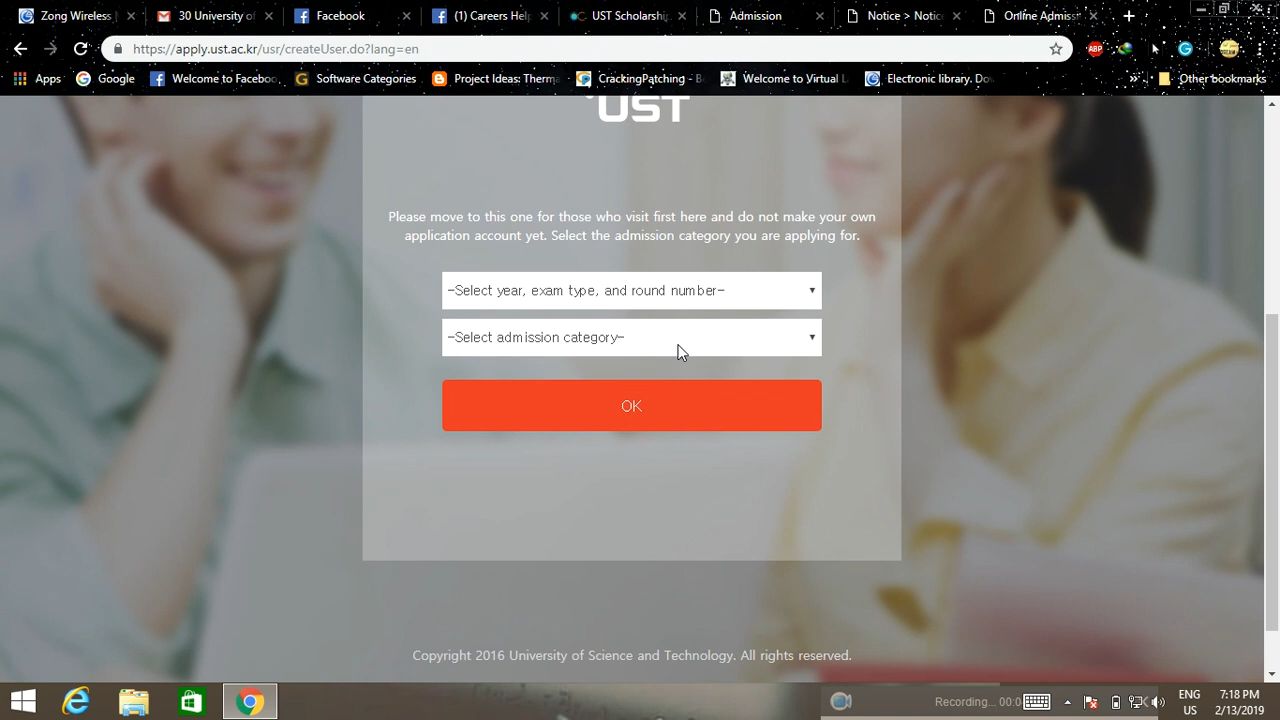 Zong Wireless
30 University of
Facebook
(1) Careers Help
UST Scholarship
Admission
Notice > Notic
Online Admiss
https://apply.ust.ac.kr/usr/createUser.do?lang=en
ABP
Apps
Google
Welcome to Faceboo
Software Categories
Project Ideas: Therma
CrackingPatching - B
Welcome to Virtual L
Electronic library. Do
Other bookmarks
UST
Please move to this one for those who visit first here and do not make your own
application account yet. Select the admission category you are applying for.
-Select year, exam type, and round number-
-Select admission category-
OK
Copyright 2016 University of Science and Technology. All rights reserved.
Recording... 00:0
ENG
US
7:18 PM
2/13/2019